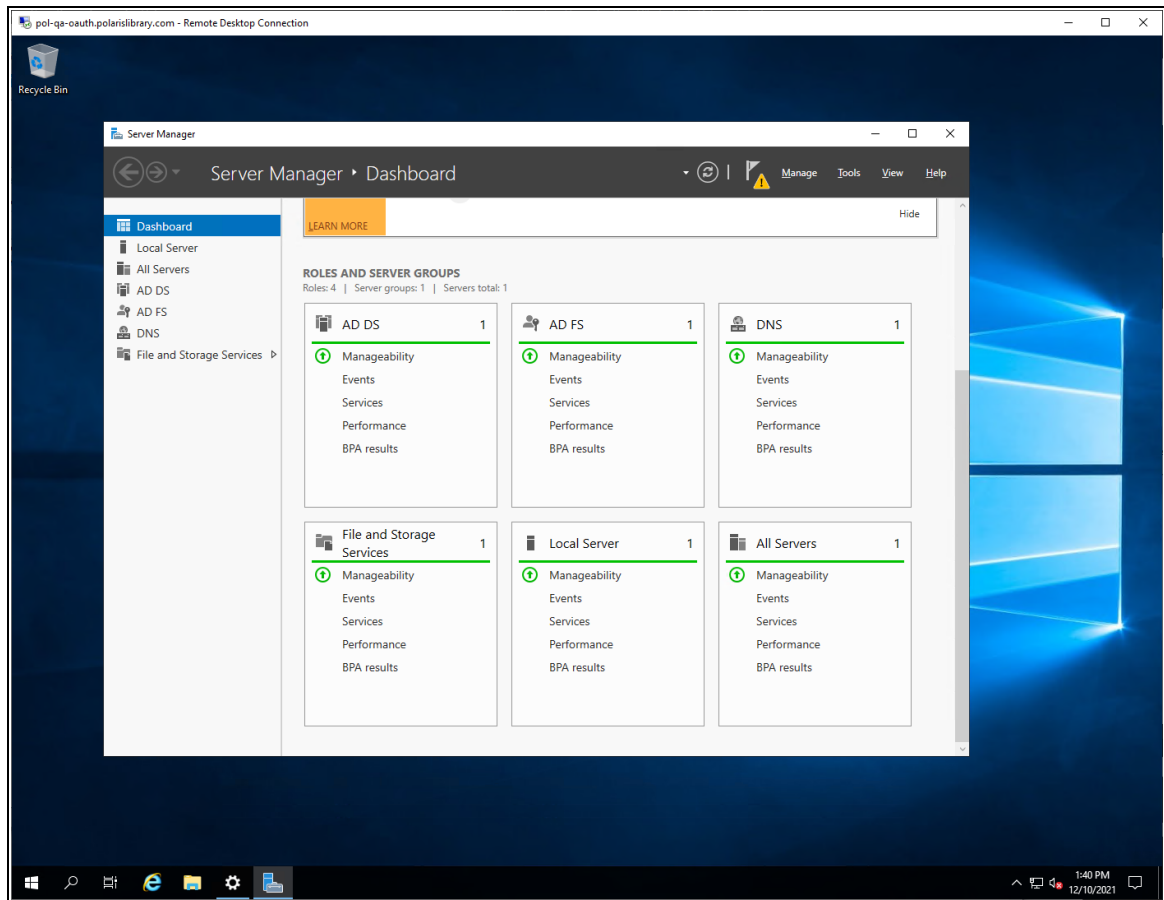 pol-qa-oauth.polarislibrary.com - Remote Desktop Connection
Recycle Bin
Server Manager
Server Manager ‣ Dashboard
Manage Tools View Help
Dashboard
Local Server
All Servers
AD DS
AD FS
DNS
File and Storage Services
LEARN MORE
Hide
ROLES AND SERVER GROUPS
Roles: 4 | Server groups: 1 | Servers total: 1
AD DS 1
Manageability
Events
Services
Performance
BPA results
AD FS 1
Manageability
Events
Services
Performance
BPA results
DNS 1
Manageability
Events
Services
Performance
BPA results
File and Storage
Services 1
Manageability
Events
Services
Performance
BPA results
Local Server 1
Manageability
Events
Services
Performance
BPA results
All Servers 1
Manageability
Events
Services
Performance
BPA results
1:40 PM
12/10/2021